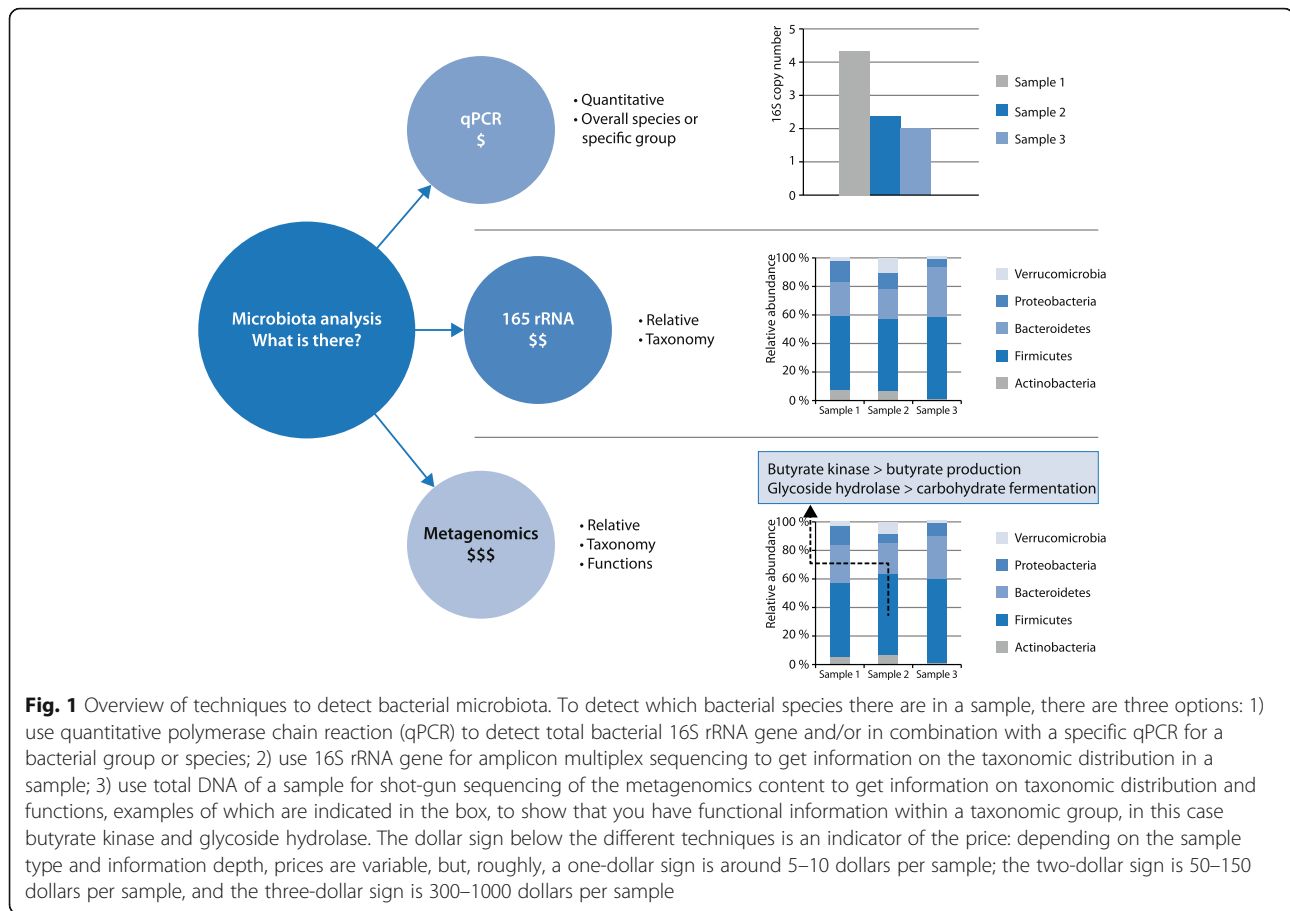 qPCR
$
• Quantitative
• Overall species or
specific group
16S copy number
5
4
3
2
1
0
Sample 1
Sample 2
Sample 3
Microbiota analysis
What is there?
165 rRNA
$$
• Relative
• Taxonomy
Relative abundance
100 %
80 %
60 %
40 %
20 %
0 %
Sample 1 Sample 2 Sample 3
Verrucomicrobia
Proteobacteria
Bacteroidetes
Firmicutes
Actinobacteria
Metagenomics
$$$
• Relative
• Taxonomy
• Functions
Butyrate kinase > butyrate production
Glycoside hydrolase > carbohydrate fermentation
Relative abundance
100 %
80 %
60 %
40 %
20 %
0 %
Sample 1 Sample 2 Sample 3
Verrucomicrobia
Proteobacteria
Bacteroidetes
Firmicutes
Actinobacteria
Fig. 1 Overview of techniques to detect bacterial microbiota. To detect which bacterial species there are in a sample, there are three options: 1)
use quantitative polymerase chain reaction (qPCR) to detect total bacterial 16S rRNA gene and/or in combination with a specific qPCR for a
bacterial group or species; 2) use 16S rRNA gene for amplicon multiplex sequencing to get information on the taxonomic distribution in a
sample; 3) use total DNA of a sample for shot-gun sequencing of the metagenomics content to get information on taxonomic distribution and
functions, examples of which are indicated in the box, to show that you have functional information within a taxonomic group, in this case
butyrate kinase and glycoside hydrolase. The dollar sign below the different techniques is an indicator of the price: depending on the sample
type and information depth, prices are variable, but, roughly, a one-dollar sign is around 5–10 dollars per sample; the two-dollar sign is 50–150
dollars per sample, and the three-dollar sign is 300–1000 dollars per sample